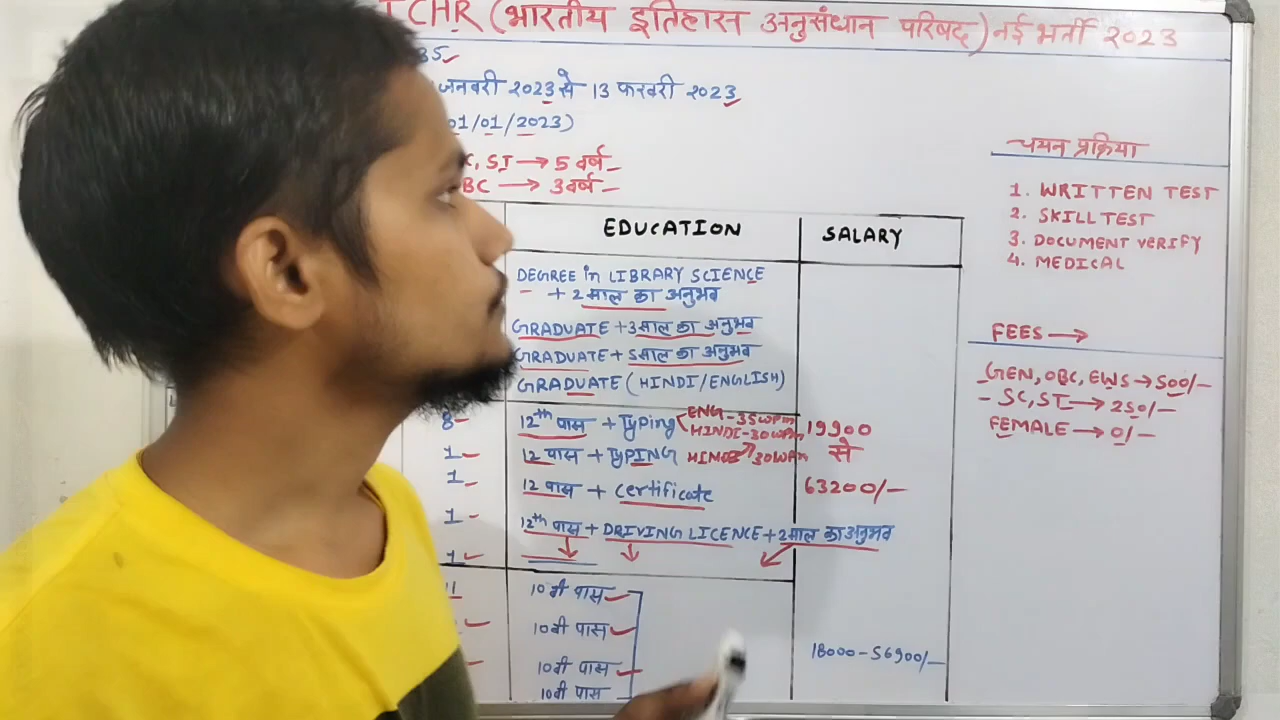 ICHR (भारतीय इतिहास अनुसंधान परिषद) नई भर्ती 2023
35
जनवरी 2023 से 13 फरवरी 2023
01/01/2023)
, ST → 5 वर्ष
BC → 3 वर्ष
EDUCATION SALARY
DEGREE in LIBRARY SCIENCE
+ 2 साल का अनुभव
GRADUATE + 3 साल का अनुभव
GRADUATE + 5 साल का अनुभव
GRADUATE (HINDI/ENGLISH)
8 12th पास + Typing ENG - 35 WPM
HINDI - 30 WPM
1 12 पास + TYPING HINDI 30 WPM
1 12 पास + certificate
1 12th पास + DRIVING LICENCE + 2 साल का अनुभव
1
19900
से
63200/-
11 10 वी पास
10 वी पास
10 वी पास
10 वी पास
18000 - 56900/-
चयन प्रक्रिया
1. WRITTEN TEST
2. SKILL TEST
3. DOCUMENT VERIFY
4. MEDICAL
FEES →
GEN, OBC, EWS → 500/-
- SC, ST → 250/-
FEMALE → 0/-